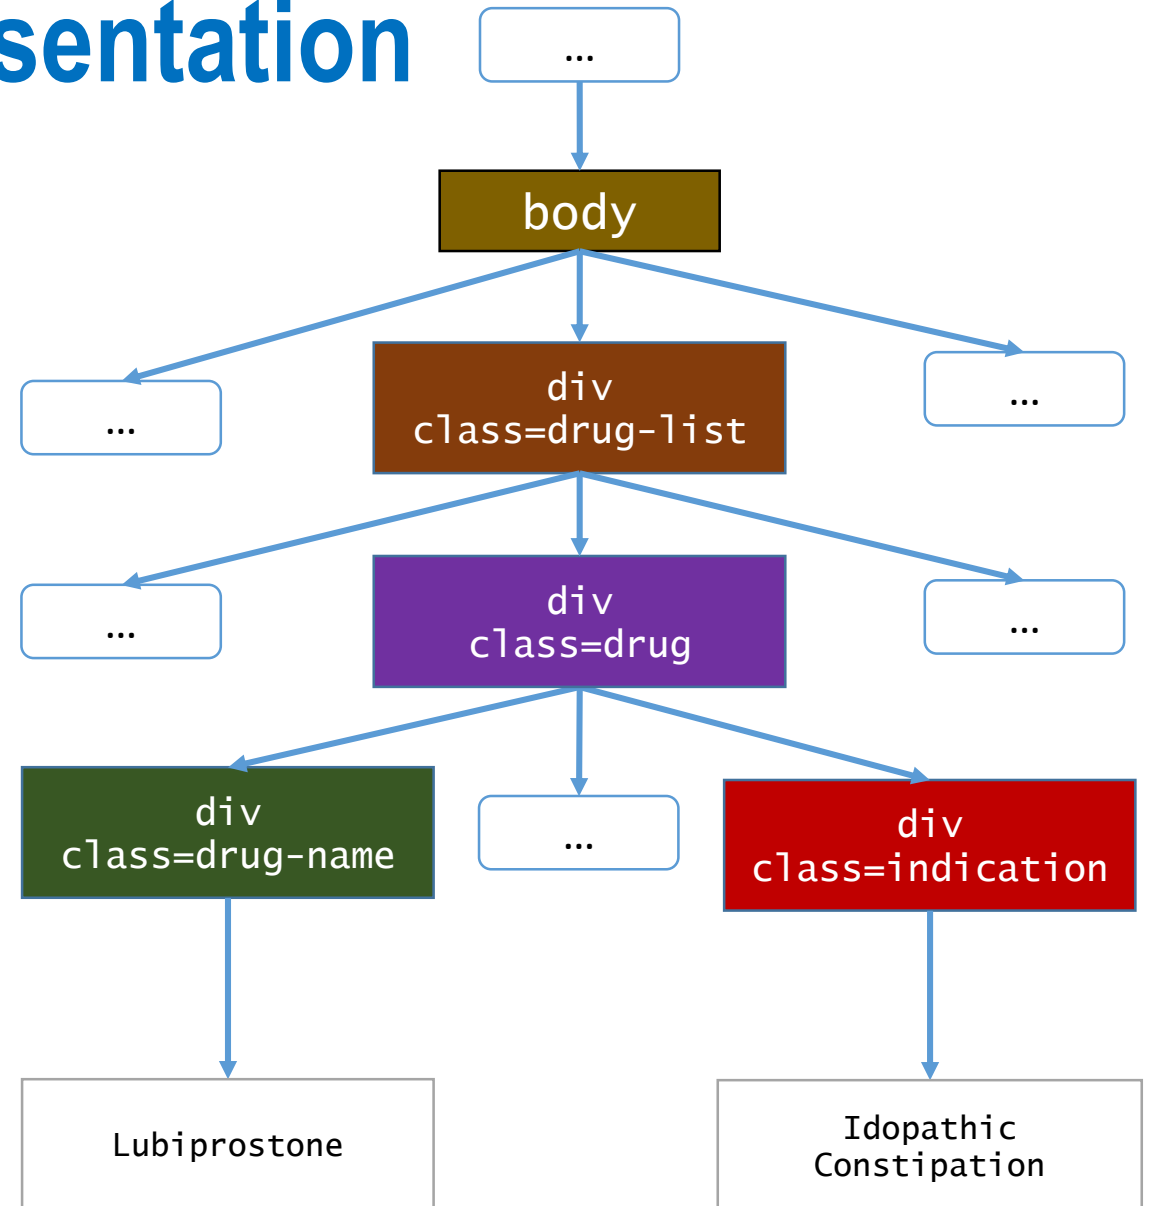 sentation
...
body
...
div
class=drug-list
...
...
div
class=drug
...
div
class=drug-name
...
div
class=indication
Lubiprostone
Idopathic
Constipation